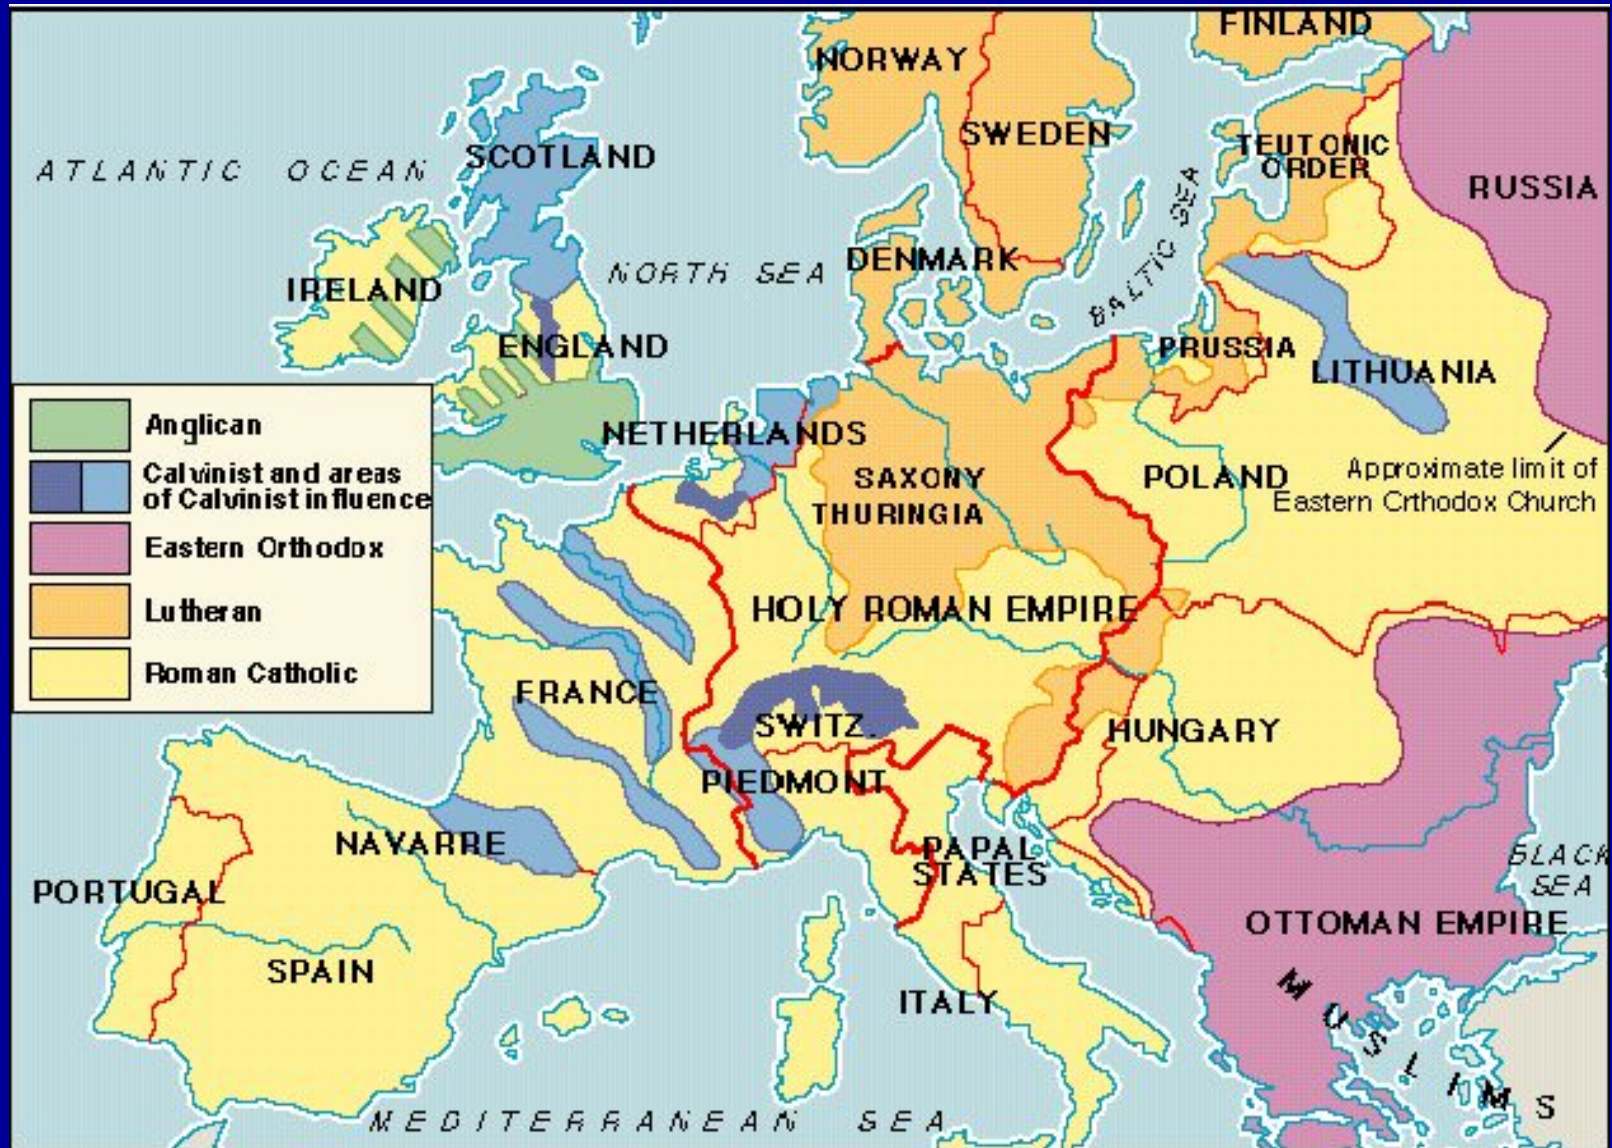 FINLAND
NORWAY
SWEDEN
TEUTONIC
ORDER
RUSSIA
SCOTLAND
ATLANTIC OCEAN
NORTH SEA
DENMARK
BALTIC SEA
IRELAND
ENGLAND
PRUSSIA
LITHUANIA
Anglican
Calvinist and areas
of Calvinist influence
Eastern Orthodox
Lutheran
Roman Catholic
NETHERLANDS
SAXONY
THURINGIA
POLAND
Approximate limit of
Eastern Orthodox Church
HOLY ROMAN EMPIRE
FRANCE
SWITZ.
HUNGARY
PIEDMONT
NAVARRE
PAPAL
STATES
BLACK
SEA
PORTUGAL
OTTOMAN EMPIRE
SPAIN
ITALY
MUSLIMS
MEDITERRANEAN SEA